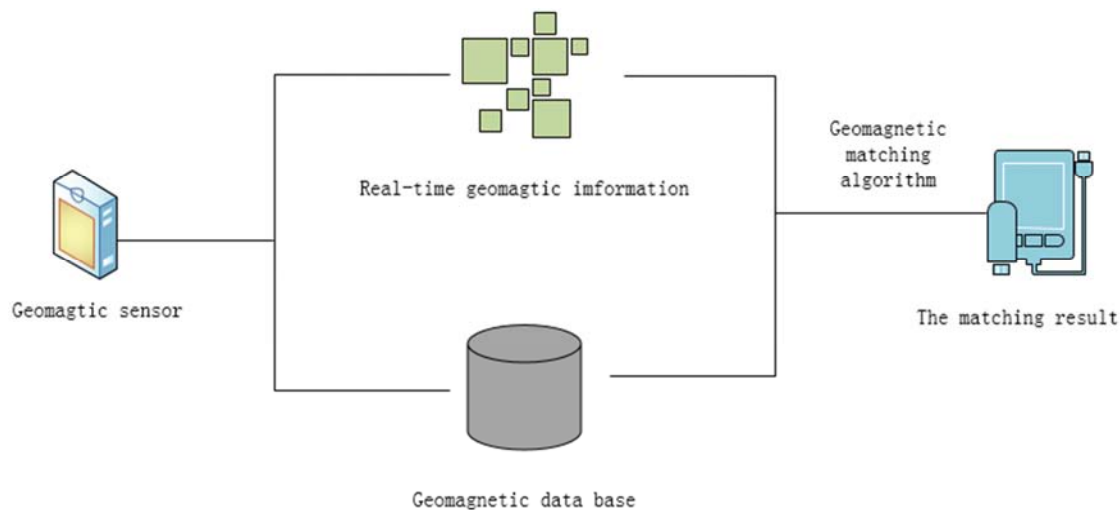 Real-time geomagtic imformation
Geomagnetic
matching
algorithm
Geomagtic sensor
The matching result
Geomagnetic data base